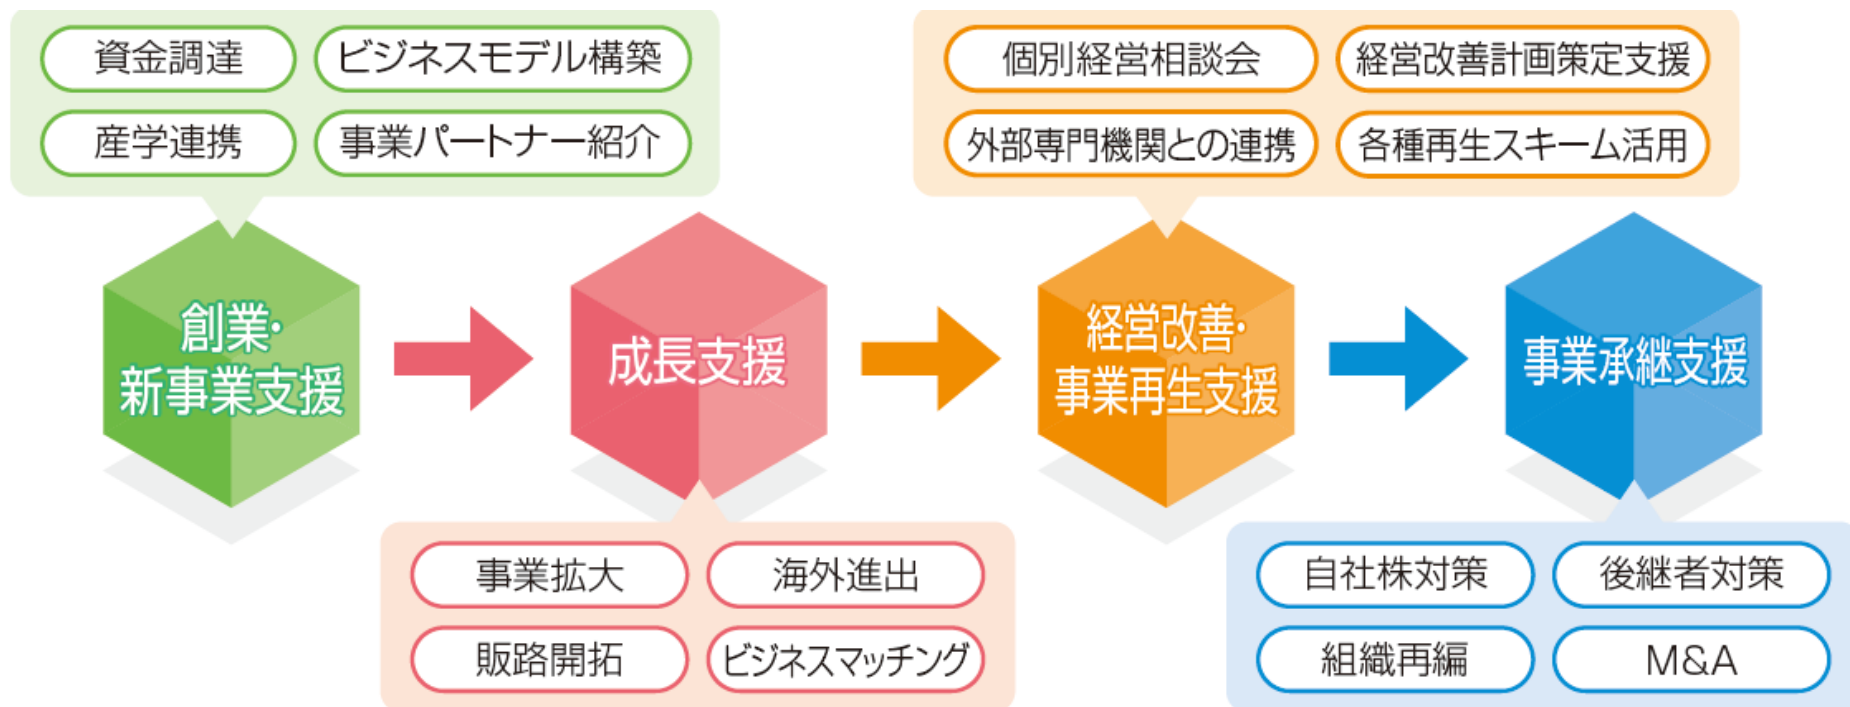 資金調達
ビジネスモデル構築
産学連携
事業パートナー紹介
個別経営相談会
経営改善計画策定支援
外部専門機関との連携
各種再生スキーム活用
創業・
新事業支援
成長支援
経営改善・
事業再生支援
事業承継支援
事業拡大
海外進出
販路開拓
ビジネスマッチング
自社株対策
後継者対策
組織再編
M&A